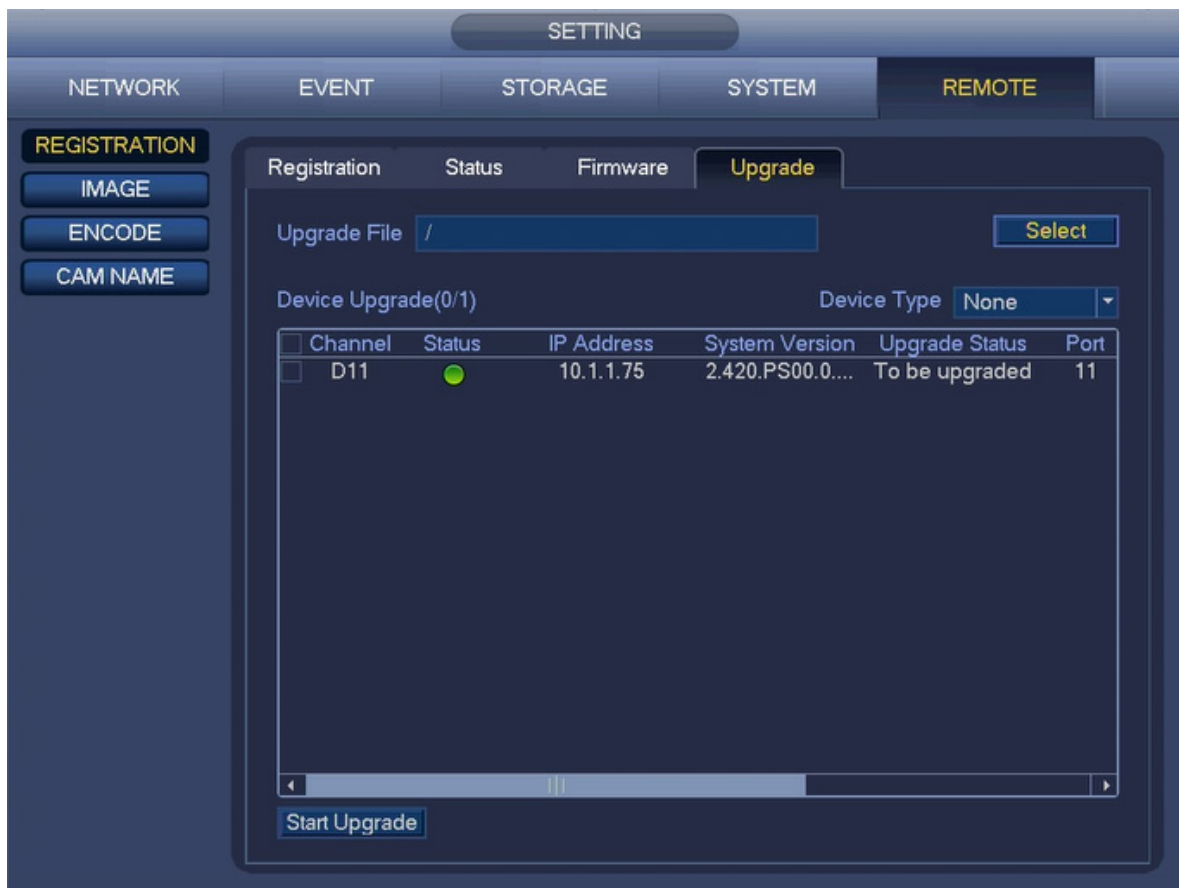 SETTING
NETWORK EVENT STORAGE SYSTEM REMOTE
REGISTRATION
IMAGE
ENCODE
CAM NAME
Registration Status Firmware Upgrade
Upgrade File / Select
Device Upgrade(0/1) Device Type None
Channel Status IP Address System Version Upgrade Status Port
D11 10.1.1.75 2.420.PS00.0.... To be upgraded 11
Start Upgrade